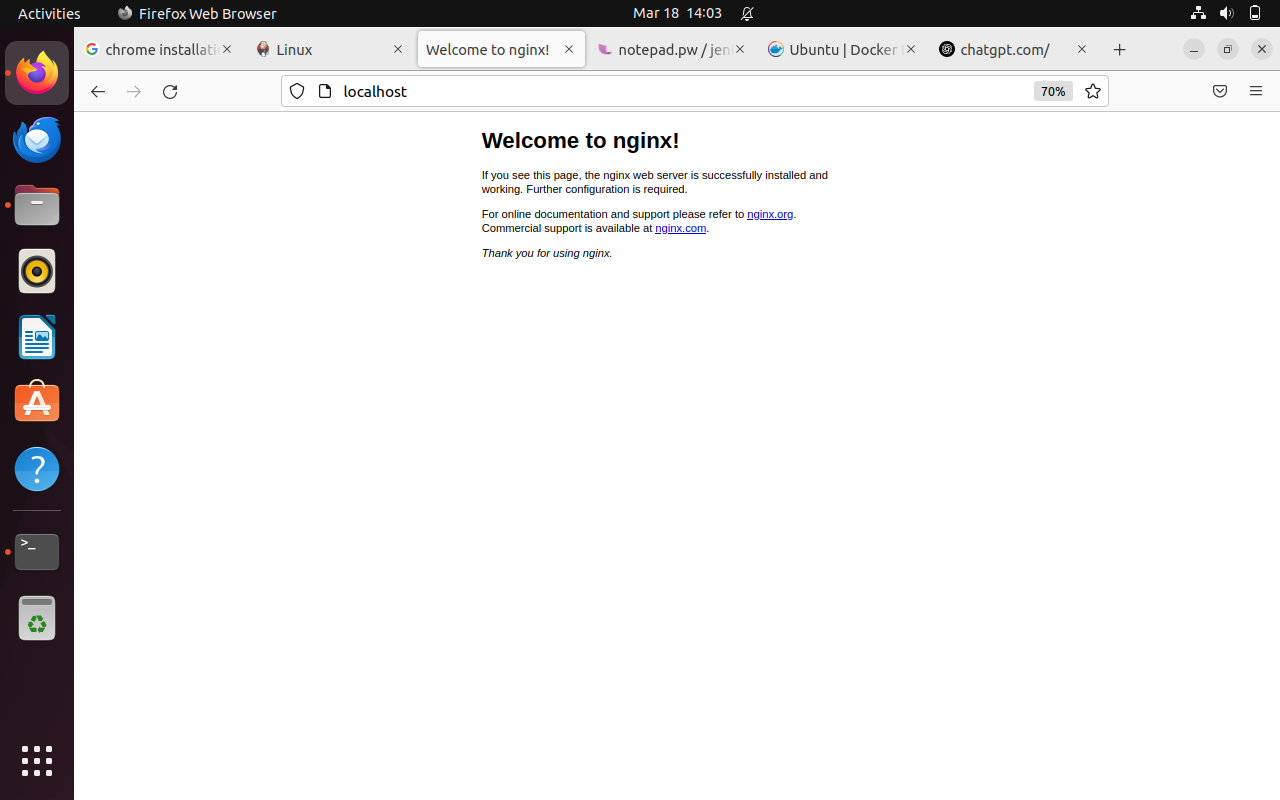 Activities
Firefox Web Browser
Mar 18 14:03
chrome installati
Linux
Welcome to nginx!
notepad.pw / jen
Ubuntu | Docker
chatgpt.com/
localhost
70%
Welcome to nginx!
If you see this page, the nginx web server is successfully installed and
working. Further configuration is required.
For online documentation and support please refer to nginx.org.
Commercial support is available at nginx.com.
Thank you for using nginx.
>_